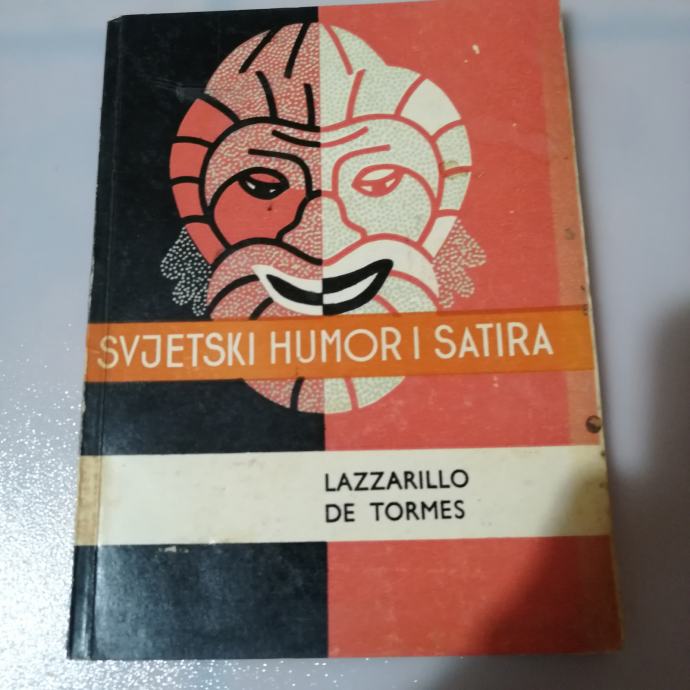 SVJETSKI HUMOR I SATIRA
LAZZARILLO
DE TORMES